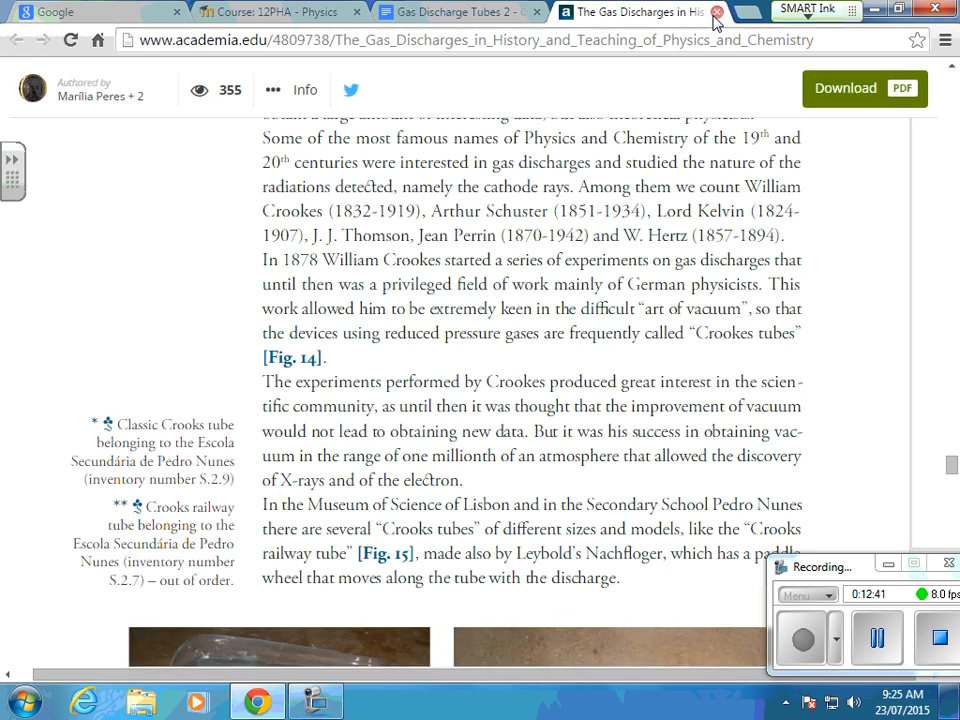 Google
Course: 12PHA - Physics
Gas Discharge Tubes 2 -
The Gas Discharges in His
SMART Ink
www.academia.edu/4809738/The_Gas_Discharges_in_History_and_Teaching_of_Physics_and_Chemistry
Authored by
Marília Peres + 2
355
Info
Download PDF
Some of the most famous names of Physics and Chemistry of the 19th and
20th centuries were interested in gas discharges and studied the nature of the
radiations detected, namely the cathode rays. Among them we count William
Crookes (1832-1919), Arthur Schuster (1851-1934), Lord Kelvin (1824-
1907), J. J. Thomson, Jean Perrin (1870-1942) and W. Hertz (1857-1894).
In 1878 William Crookes started a series of experiments on gas discharges that
until then was a privileged field of work mainly of German physicists. This
work allowed him to be extremely keen in the difficult “art of vacuum”, so that
the devices using reduced pressure gases are frequently called “Crookes tubes”
[Fig. 14].
The experiments performed by Crookes produced great interest in the scien-
tific community, as until then it was thought that the improvement of vacuum
would not lead to obtaining new data. But it was his success in obtaining vac-
uum in the range of one millionth of an atmosphere that allowed the discovery
of X-rays and of the electron.
In the Museum of Science of Lisbon and in the Secondary School Pedro Nunes
there are several “Crooks tubes” of different sizes and models, like the “Crooks
railway tube” [Fig. 15], made also by Leybold’s Nachfloger, which has a paddle
wheel that moves along the tube with the discharge.
* Classic Crooks tube
belonging to the Escola
Secundária de Pedro Nunes
(inventory number S.2.9)
** Crooks railway
tube belonging to the
Escola Secundária de Pedro
Nunes (inventory number
S.2.7) – out of order.
Recording...
Menu
0:12:41
8.0 fps
9:25 AM
23/07/2015